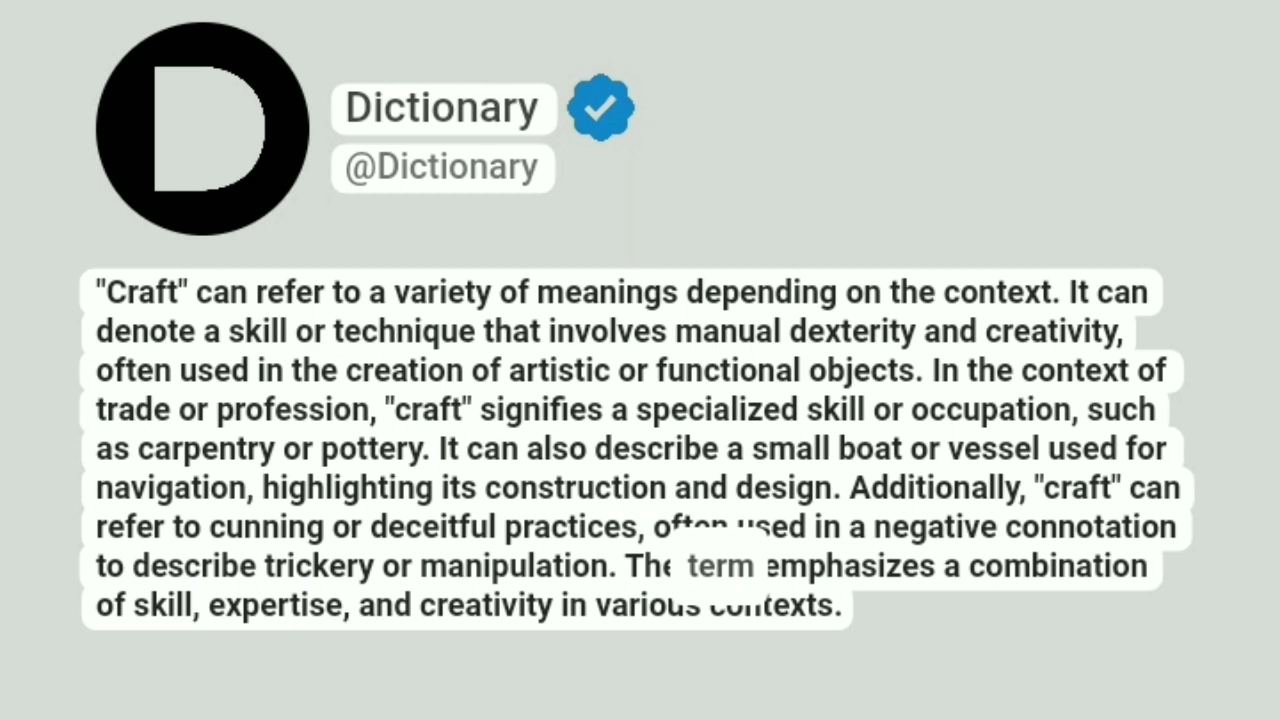 Dictionary
@Dictionary
"Craft" can refer to a variety of meanings depending on the context. It can
denote a skill or technique that involves manual dexterity and creativity,
often used in the creation of artistic or functional objects. In the context of
trade or profession, "craft" signifies a specialized skill or occupation, such
as carpentry or pottery. It can also describe a small boat or vessel used for
navigation, highlighting its construction and design. Additionally, "craft" can
refer to cunning or deceitful practices, often used in a negative connotation
to describe trickery or manipulation. The term emphasizes a combination
of skill, expertise, and creativity in various contexts.